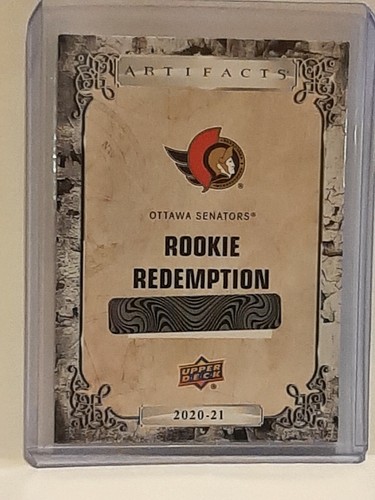 ARTIFACTS
OTTAWA SENATORS®
ROOKIE
REDEMPTION
UPPER
DECK
®
2020-21